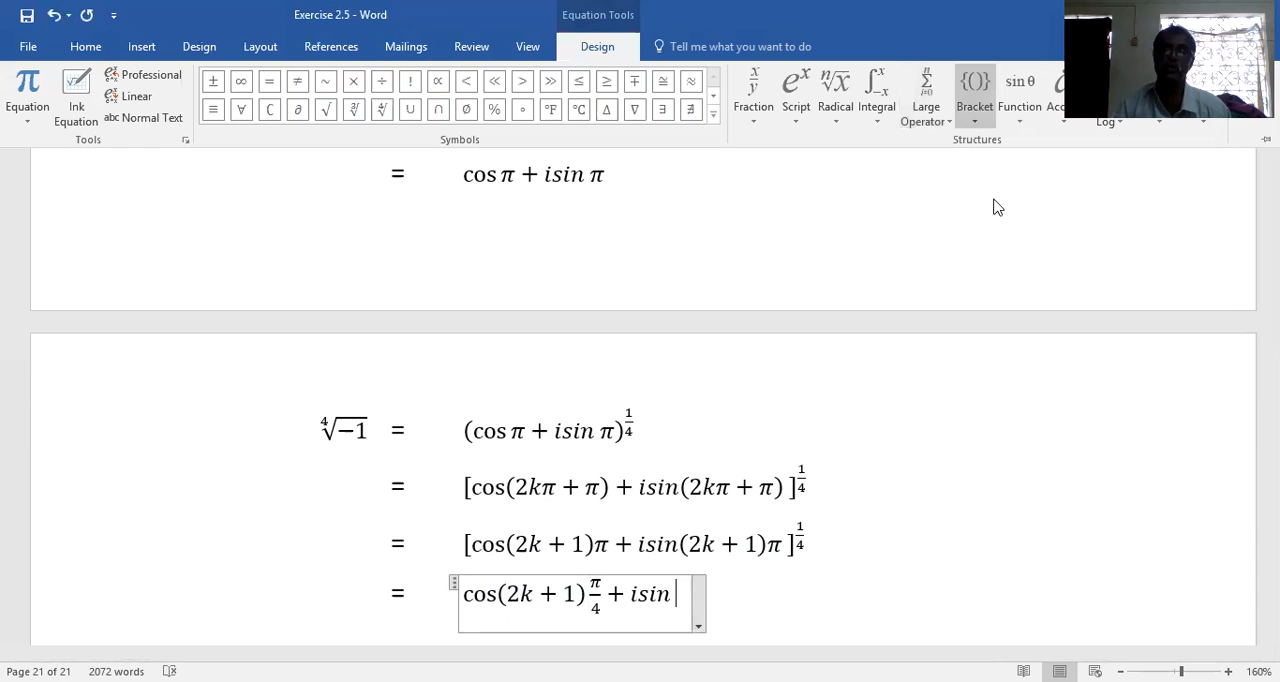 Exercise 2.5 - Word
Equation Tools
File Home Insert Design Layout References Mailings Review View Design Tell me what you want to do
π Equation
Ink Equation
Professional
Linear
abc Normal Text
Tools
± ∞ = ≠ ~ × ÷ ! ∝ < ≪ > ≫ ≤ ≥ ∓ ≅ ≈
≡ ∀ ∁ ∂ √ ∛ ∜ ∪ ∩ ∅ % ° °F °C ∆ ∇ ∃ ∄
Symbols
Fraction Script Radical Integral Large Operator Bracket Function
Log
Structures
= cos π + isin π
∜−1 = (cos π + isin π)^(1/4)
= [cos(2kπ + π) + isin(2kπ + π) ]^(1/4)
= [cos(2k + 1)π + isin(2k + 1)π ]^(1/4)
= cos(2k + 1) π/4 + isin
Page 21 of 21 2072 words 160%